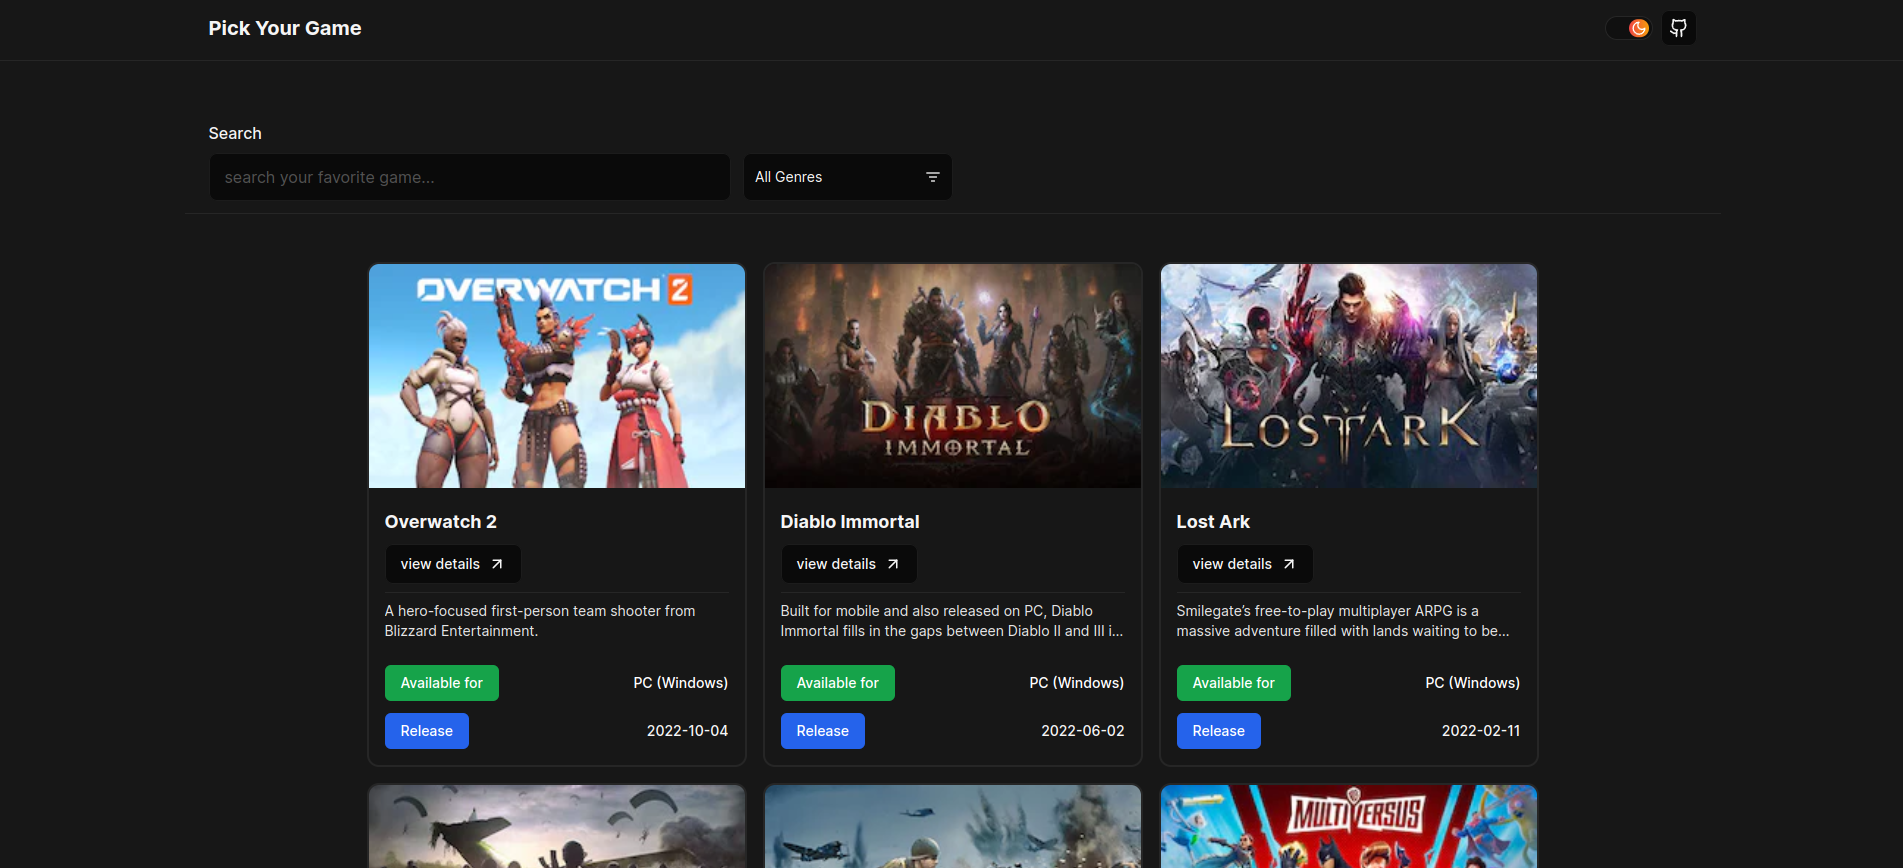 Pick Your Game
Search
search your favorite game...
All Genres
OVERWATCH 2
DIABLO
IMMORTAL
LOST ARK
Overwatch 2
view details
A hero-focused first-person team shooter from
Blizzard Entertainment.
Available for
PC (Windows)
Release
2022-10-04
Diablo Immortal
view details
Built for mobile and also released on PC, Diablo
Immortal fills in the gaps between Diablo II and III i...
Available for
PC (Windows)
Release
2022-06-02
Lost Ark
view details
Smilegate’s free-to-play multiplayer ARPG is a
massive adventure filled with lands waiting to be...
Available for
PC (Windows)
Release
2022-02-11
MULTIVERSUS